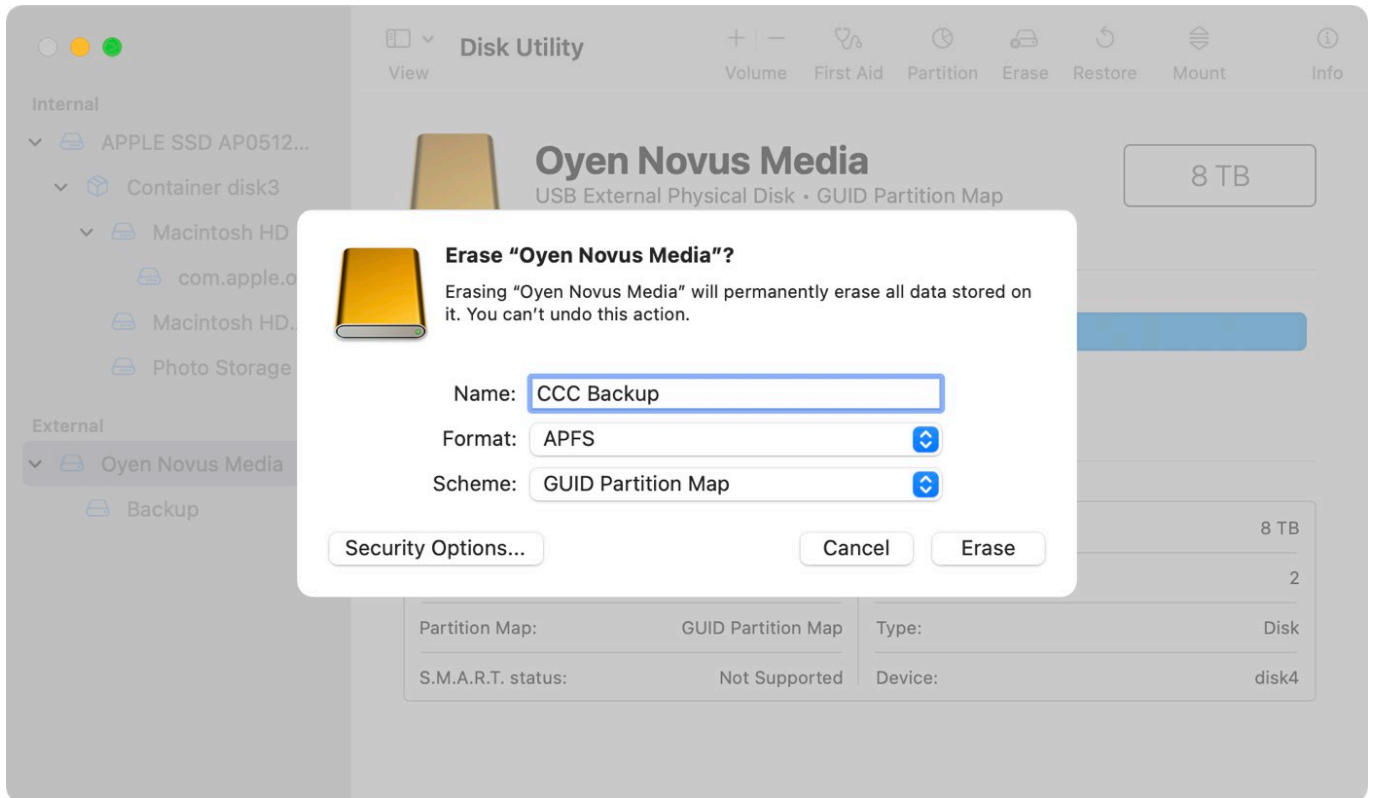 Disk Utility
View
Volume
First Aid
Partition
Erase
Restore
Mount
Info
Internal
APPLE SSD AP0512...
Container disk3
Macintosh HD
com.apple.o
Macintosh HD.
Photo Storage
External
Oyen Novus Media
Backup
Oyen Novus Media
USB External Physical Disk • GUID Partition Map
8 TB
Erase “Oyen Novus Media”?
Erasing “Oyen Novus Media” will permanently erase all data stored on
it. You can’t undo this action.
Name: CCC Backup
Format: APFS
Scheme: GUID Partition Map
Security Options...
Cancel
Erase
8 TB
2
Partition Map: GUID Partition Map
Type: Disk
S.M.A.R.T. status: Not Supported
Device: disk4